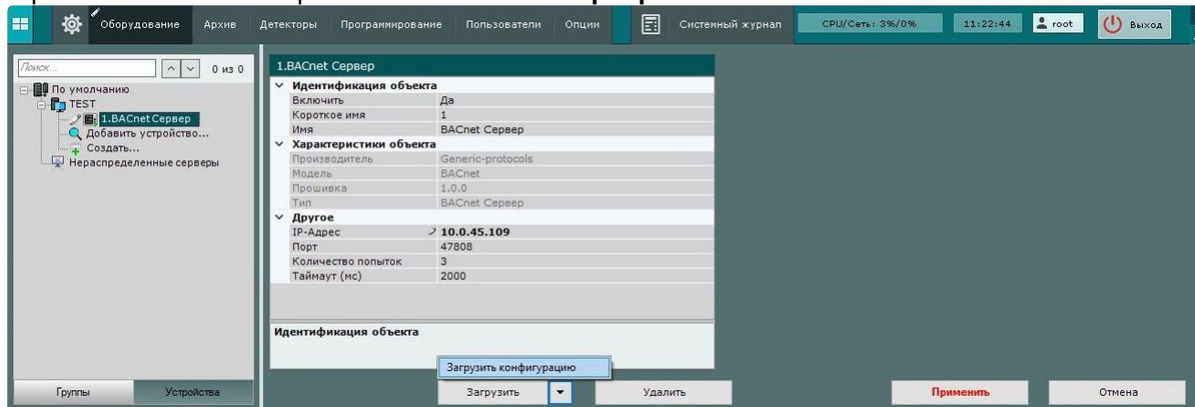 Оборудование Архив Детекторы Программирование Пользователи Опции Системный журнал CPU/Сеть: 3%/0% 11:22:44 root Выход
Поиск... 0 из 0
По умолчанию
TEST
1.BACnet Сервер
Добавить устройство...
Создать...
Нераспределенные серверы
Группы Устройства
1.BACnet Сервер
Идентификация объекта
Включить Да
Короткое имя 1
Имя BACnet Сервер
Характеристики объекта
Производитель Generic-protocols
Модель BACnet
Прошивка 1.0.0
Тип BACnet Сервер
Другое
IP-Адрес 10.0.45.109
Порт 47808
Количество попыток 3
Таймаут (мс) 2000
Идентификация объекта
Загрузить конфигурацию
Загрузить Удалить Применить Отмена